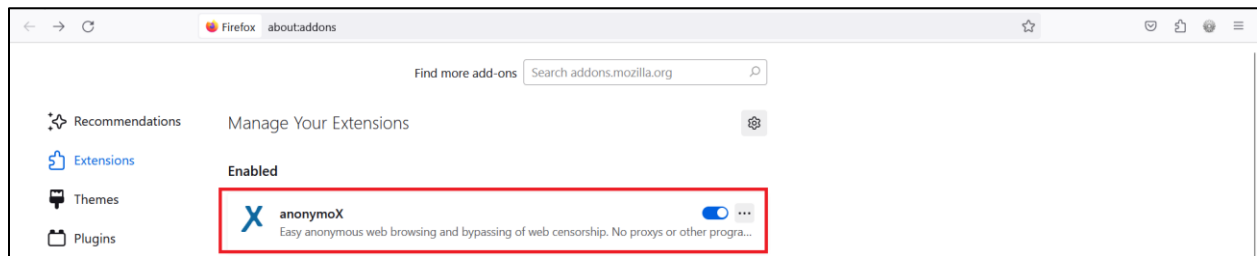 Firefox about:addons
Find more add-ons Search addons.mozilla.org
Recommendations
Manage Your Extensions
Extensions
Enabled
Themes
anonymoX
Easy anonymous web browsing and bypassing of web censorship. No proxys or other progra...
Plugins